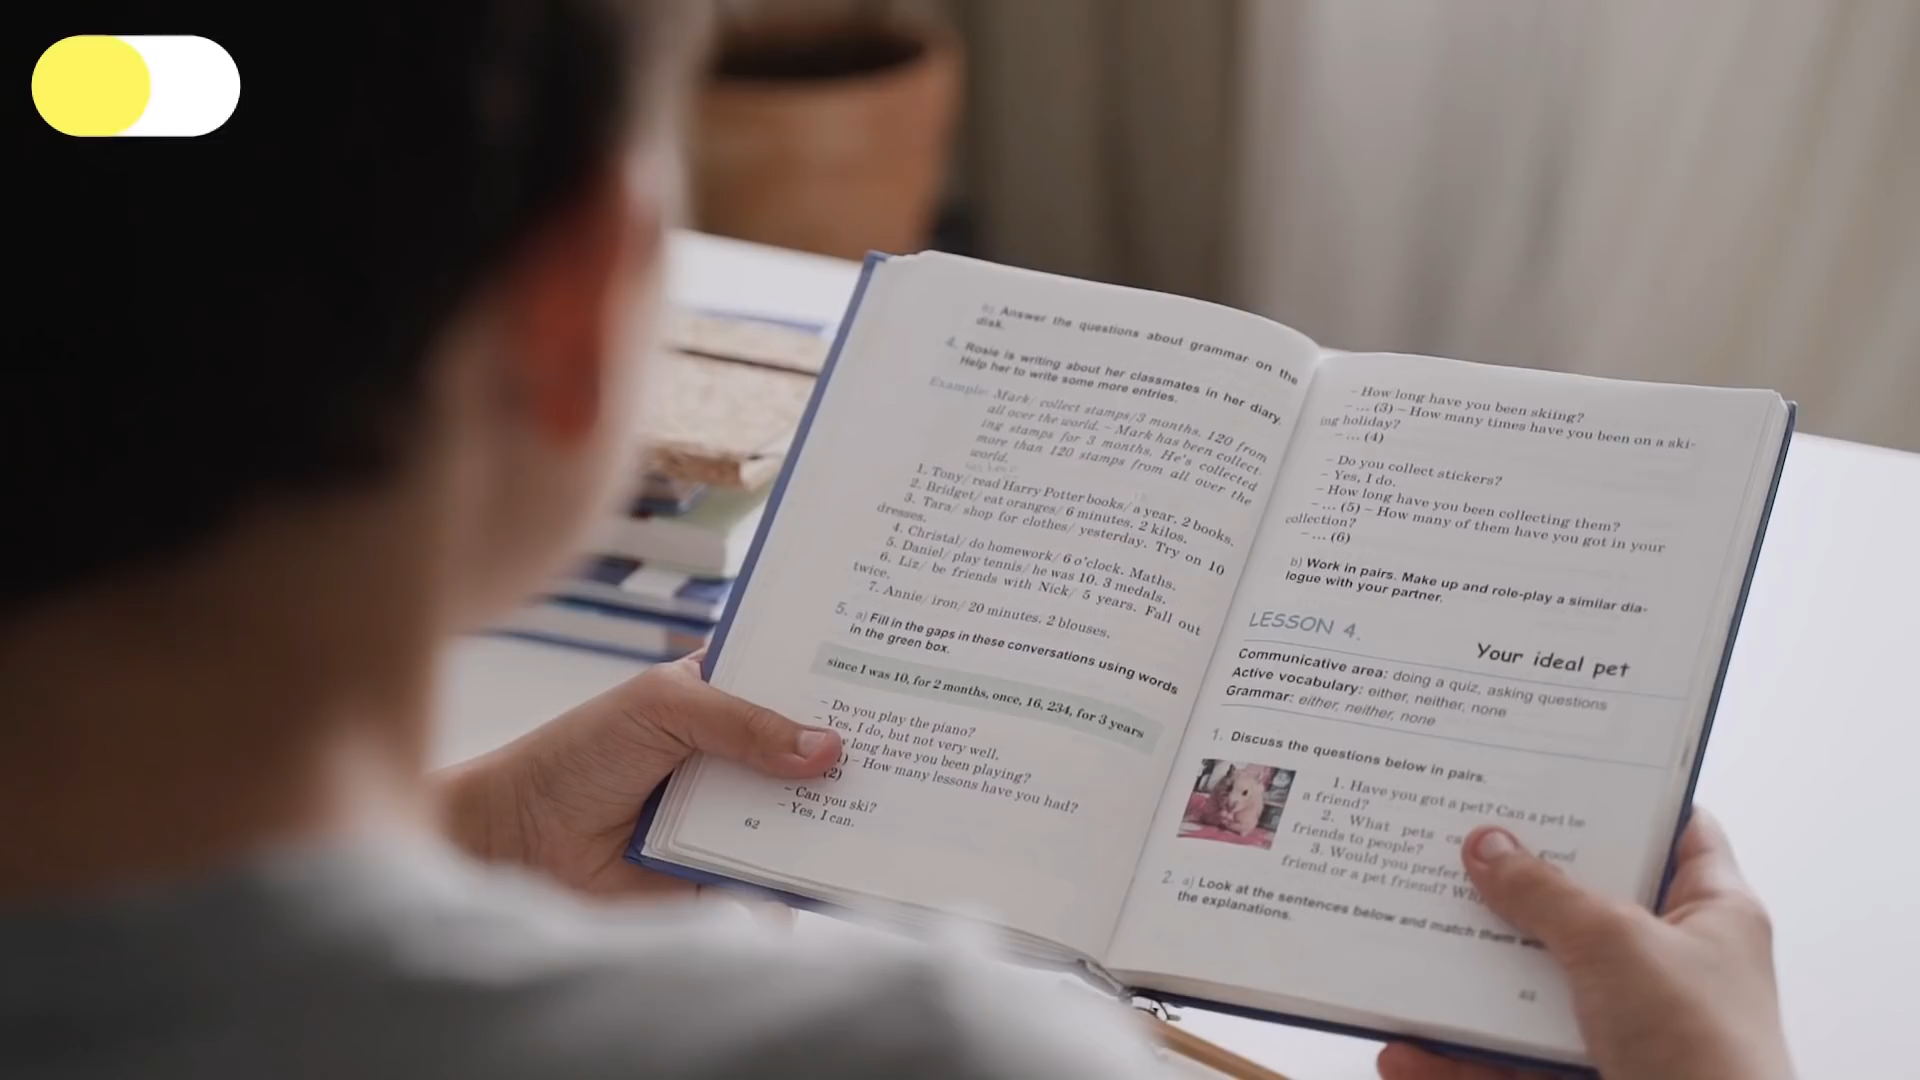 b) Answer the questions about grammar on the
disk.
4. Rosie is writing about her classmates in her diary.
Help her to write some more entries.
Example: Mark/ collect stamps/3 months. 120 from
all over the world. – Mark has been collect-
ing stamps for 3 months. He's collected
more than 120 stamps from all over the
world.
1. Tony/ read Harry Potter books/ a year. 2 books.
2. Bridget/ eat oranges/ 6 minutes. 2 kilos.
3. Tara/ shop for clothes/ yesterday. Try on 10
dresses.
4. Christal/ do homework/ 6 o'clock. Maths.
5. Daniel/ play tennis/ he was 10. 3 medals.
6. Liz/ be friends with Nick/ 5 years. Fall out
twice.
7. Annie/ iron/ 20 minutes. 2 blouses.
5. a) Fill in the gaps in these conversations using words
in the green box.
since I was 10, for 2 months, once, 16, 234, for 3 years
– Do you play the piano?
– Yes, I do, but not very well.
long have you been playing?
1) – How many lessons have you had?
(2)
– Can you ski?
– Yes, I can.
62
– How long have you been skiing?
– ... (3) – How many times have you been on a ski-
ing holiday?
– ... (4)
– Do you collect stickers?
– Yes, I do.
– How long have you been collecting them?
– ... (5) – How many of them have you got in your
collection?
– ... (6)
b) Work in pairs. Make up and role-play a similar dia-
logue with your partner.
LESSON 4.
Your ideal pet
Communicative area: doing a quiz, asking questions
Active vocabulary: either, neither, none
Grammar: either, neither, none
1. Discuss the questions below in pairs.
1. Have you got a pet? Can a pet be
a friend?
2. What pets good
friends to people?
3. Would you prefer
friend or a pet friend?
2. a) Look at the sentences below and match them
the explanations.